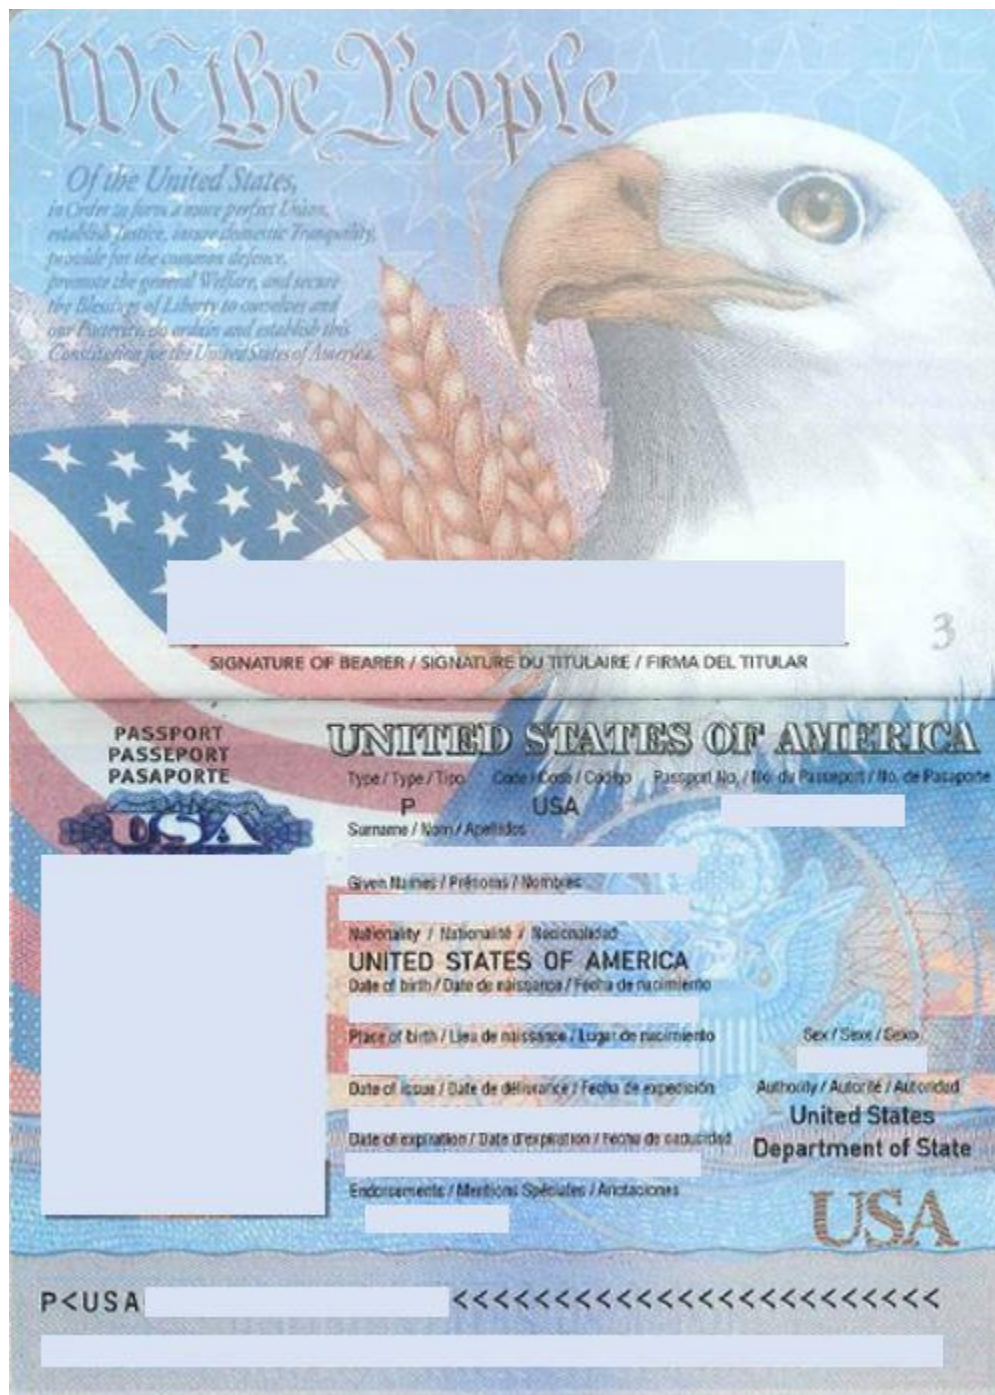 We the People
Of the United States,
in Order to form a more perfect Union,
establish Justice, insure domestic Tranquility,
provide for the common defence,
promote the general Welfare, and secure
the Blessings of Liberty to ourselves and
our Posterity, do ordain and establish this
Constitution for the United States of America.
3
SIGNATURE OF BEARER / SIGNATURE DU TITULAIRE / FIRMA DEL TITULAR
PASSPORT
PASSEPORT
PASAPORTE
USA
UNITED STATES OF AMERICA
Type / Type / Tipo Code / Code / Código Passport No. / No. du Passeport / No. de Pasaporte
P USA
Surname / Nom / Apellidos
Given Names / Prénoms / Nombres
Nationality / Nationalité / Nacionalidad
UNITED STATES OF AMERICA
Date of birth / Date de naissance / Fecha de nacimiento
Place of birth / Lieu de naissance / Lugar de nacimiento Sex / Sexe / Sexo
Date of issue / Date de délivrance / Fecha de expedición Authority / Autorité / Autoridad
United States
Date of expiration / Date d'expiration / Fecha de caducidad Department of State
Endorsements / Mentions Spéciales / Anotaciones
USA
P<USA <<<<<<<<<<<<<<<<<<<<<<<<<